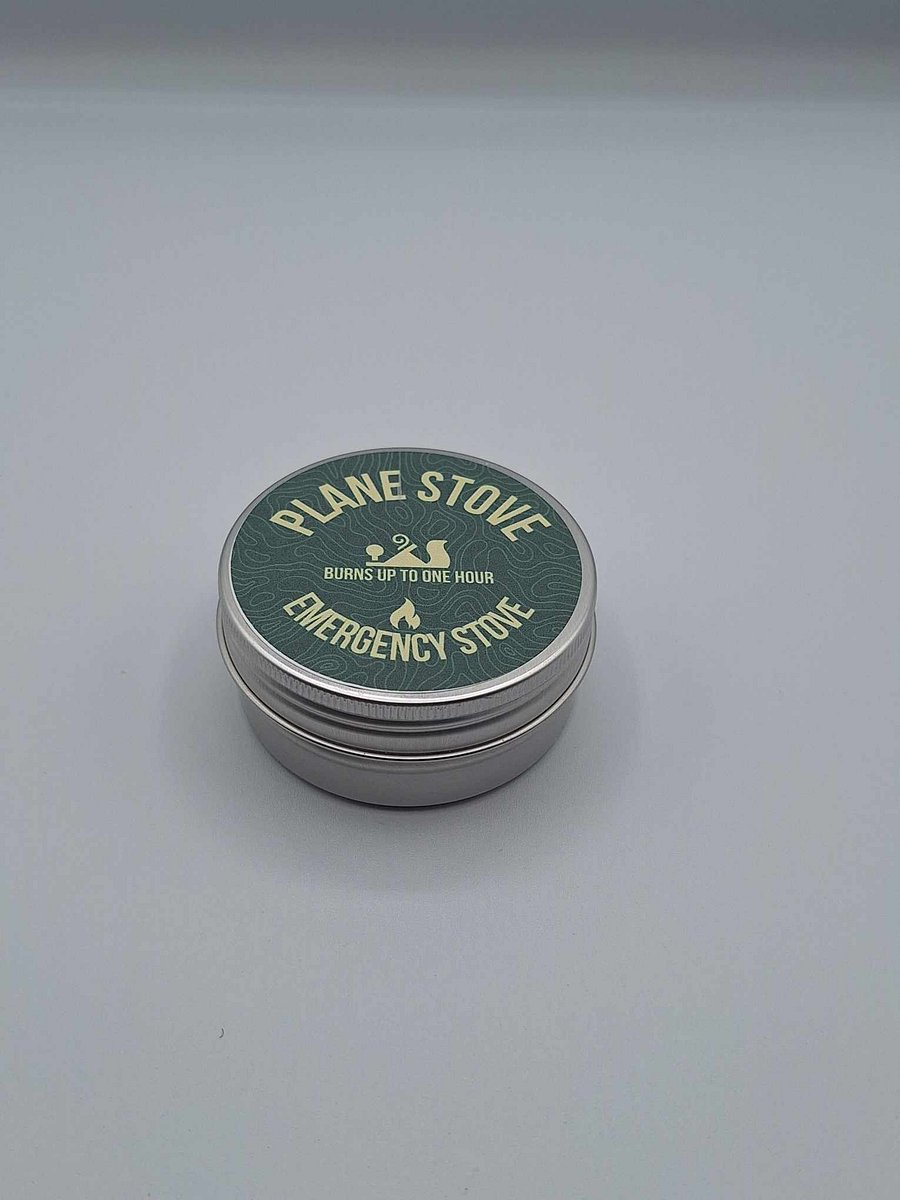 PLANE STOVE
BURNS UP TO ONE HOUR
EMERGENCY STOVE